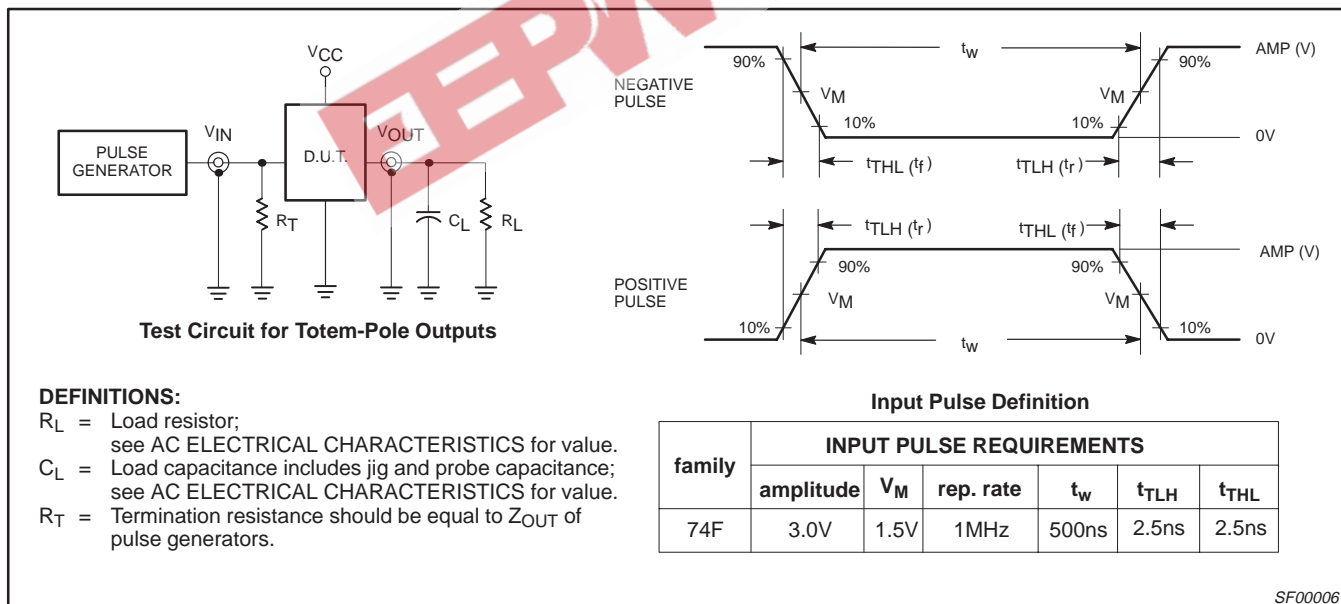 EEPW
VCC
VIN
VOUT
PULSE
GENERATOR
D.U.T.
RT
CL
RL
Test Circuit for Totem-Pole Outputs
NEGATIVE
PULSE
90%
tw
90%
AMP (V)
VM
VM
10%
10%
0V
tTHL (tf)
tTLH (tr)
tTLH (tr)
tTHL (tf)
AMP (V)
POSITIVE
PULSE
90%
90%
VM
VM
10%
10%
0V
tw
DEFINITIONS:
RL = Load resistor;
see AC ELECTRICAL CHARACTERISTICS for value.
CL = Load capacitance includes jig and probe capacitance;
see AC ELECTRICAL CHARACTERISTICS for value.
RT = Termination resistance should be equal to ZOUT of
pulse generators.
Input Pulse Definition
family
INPUT PULSE REQUIREMENTS
amplitude VM rep. rate tw tTLH tTHL
74F 3.0V 1.5V 1MHz 500ns 2.5ns 2.5ns
SF00006